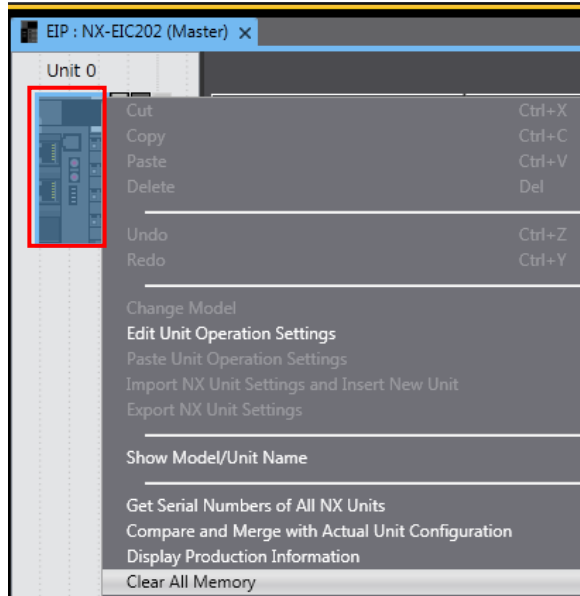 EIP : NX-EIC202 (Master) ×
Unit 0
Cut Ctrl+X
Copy Ctrl+C
Paste Ctrl+V
Delete Del
Undo Ctrl+Z
Redo Ctrl+Y
Change Model
Edit Unit Operation Settings
Paste Unit Operation Settings
Import NX Unit Settings and Insert New Unit
Export NX Unit Settings
Show Model/Unit Name
Get Serial Numbers of All NX Units
Compare and Merge with Actual Unit Configuration
Display Production Information
Clear All Memory